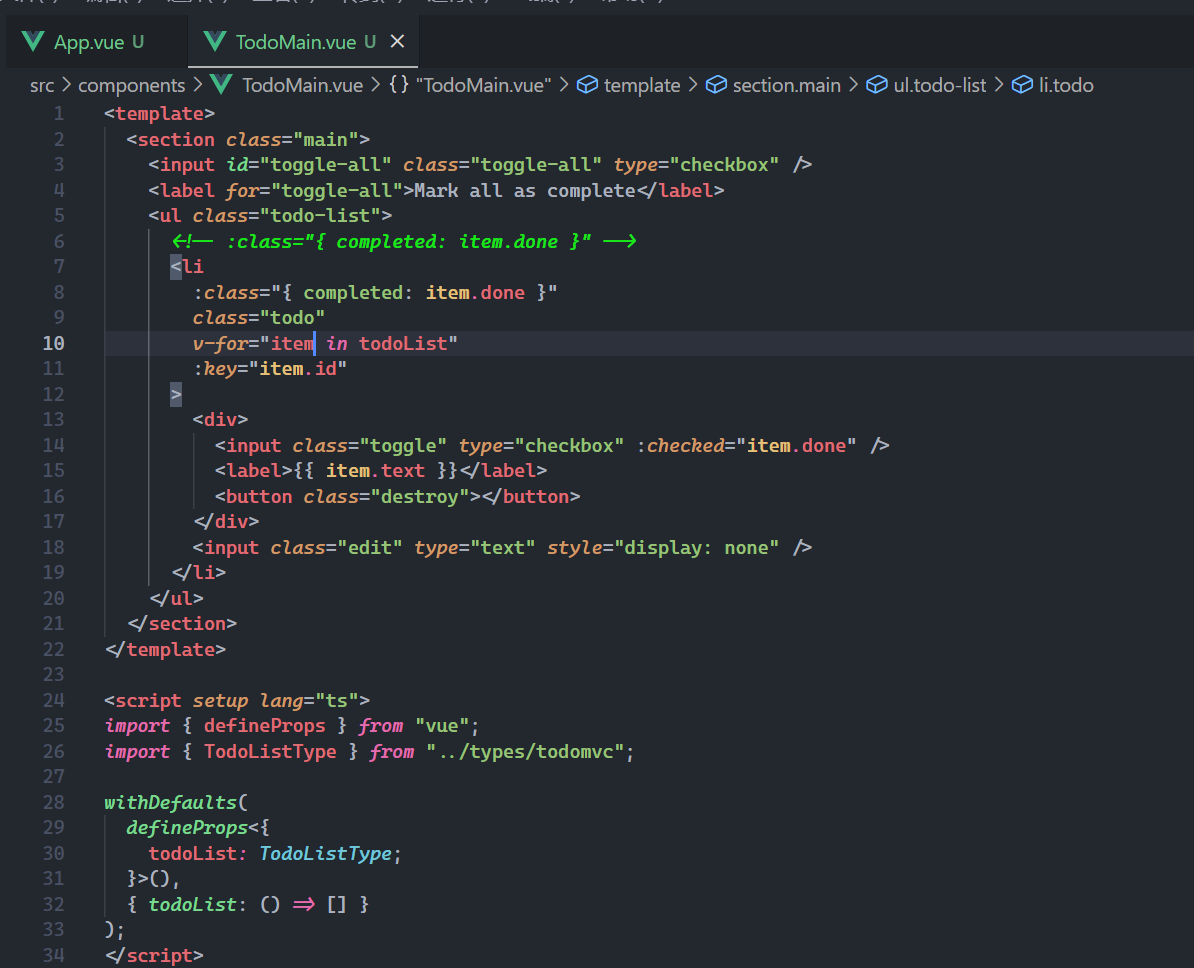 App.vue U TodoMain.vue U
src > components > TodoMain.vue > {} "TodoMain.vue" > template > section.main > ul.todo-list > li.todo
1 <template>
2 <section class="main">
3 <input id="toggle-all" class="toggle-all" type="checkbox" />
4 <label for="toggle-all">Mark all as complete</label>
5 <ul class="todo-list">
6 <!-- :class="{ completed: item.done }" -->
7 <li
8 :class="{ completed: item.done }"
9 class="todo"
10 v-for="item in todoList"
11 :key="item.id"
12 >
13 <div>
14 <input class="toggle" type="checkbox" :checked="item.done" />
15 <label>{{ item.text }}</label>
16 <button class="destroy"></button>
17 </div>
18 <input class="edit" type="text" style="display: none" />
19 </li>
20 </ul>
21 </section>
22 </template>
23
24 <script setup lang="ts">
25 import { defineProps } from "vue";
26 import { TodoListType } from "../types/todomvc";
27
28 withDefaults(
29 defineProps<{
30 todoList: TodoListType;
31 }>(),
32 { todoList: () => [] }
33 );
34 </script>